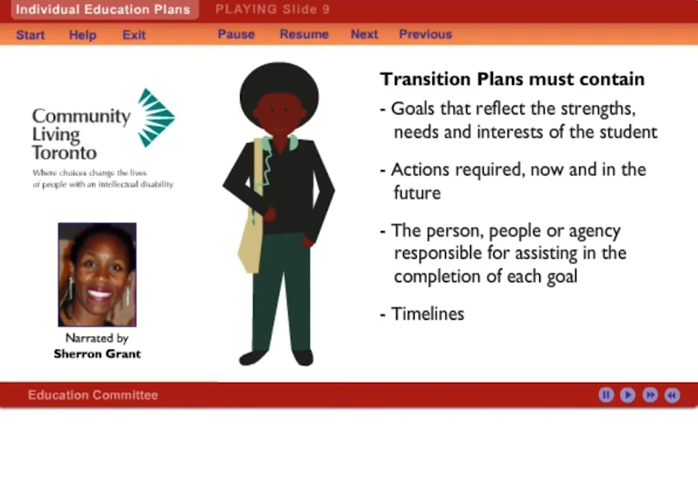 Individual Education Plans PLAYING Slide 9
Start Help Exit Pause Resume Next Previous
Community
Living
Toronto
Where choices change the lives
of people with an intellectual disability
Narrated by
Sherron Grant
Transition Plans must contain
- Goals that reflect the strengths,
needs and interests of the student
- Actions required, now and in the
future
- The person, people or agency
responsible for assisting in the
completion of each goal
- Timelines
Education Committee